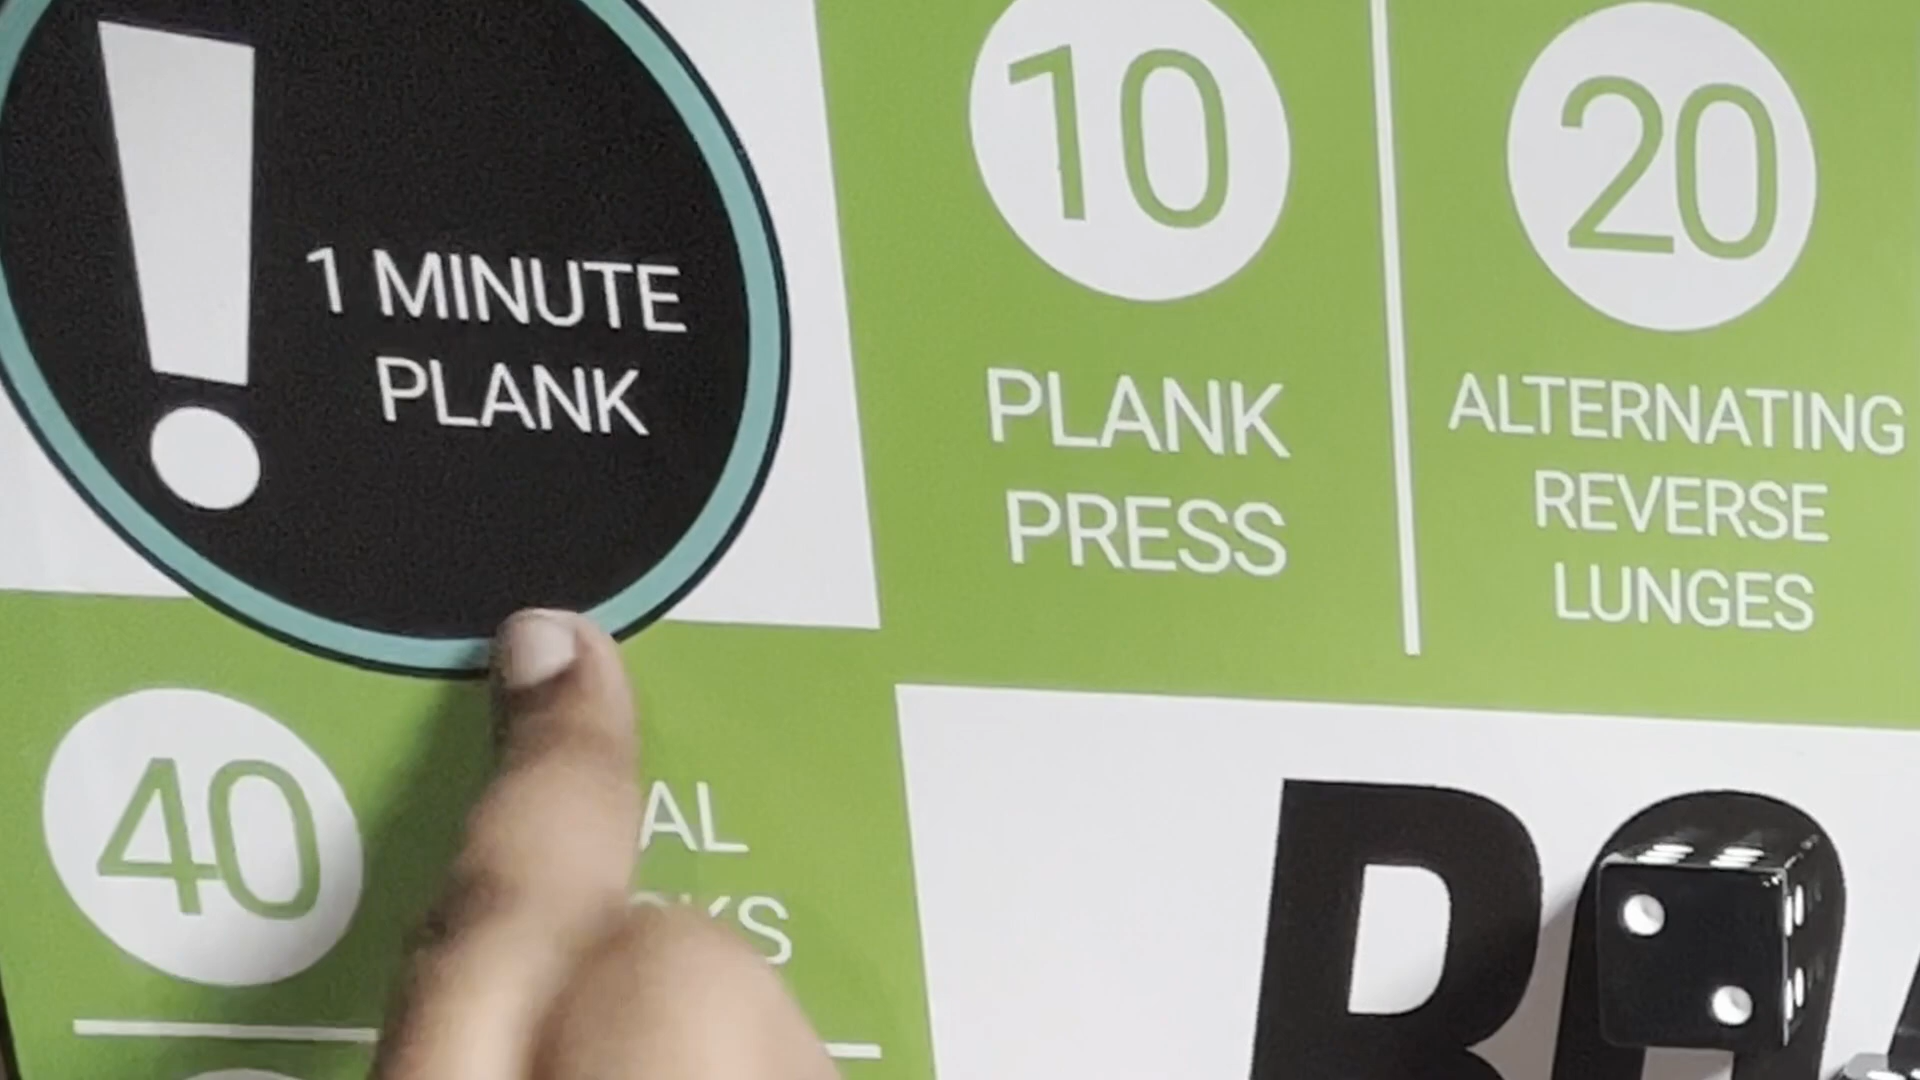 1 MINUTE
PLANK
10
PLANK
PRESS
20
ALTERNATING
REVERSE
LUNGES
40